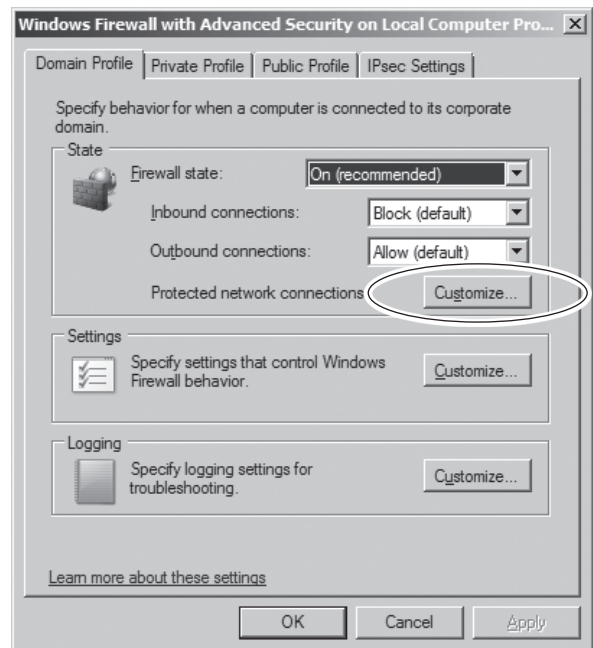 Windows Firewall with Advanced Security on Local Computer Pro...
Domain Profile Private Profile Public Profile IPsec Settings
Specify behavior for when a computer is connected to its corporate
domain.
State
Firewall state: On (recommended)
Inbound connections: Block (default)
Outbound connections: Allow (default)
Protected network connections Customize...
Settings
Specify settings that control Windows
Firewall behavior.
Customize...
Logging
Specify logging settings for
troubleshooting.
Customize...
Learn more about these settings
OK Cancel Apply